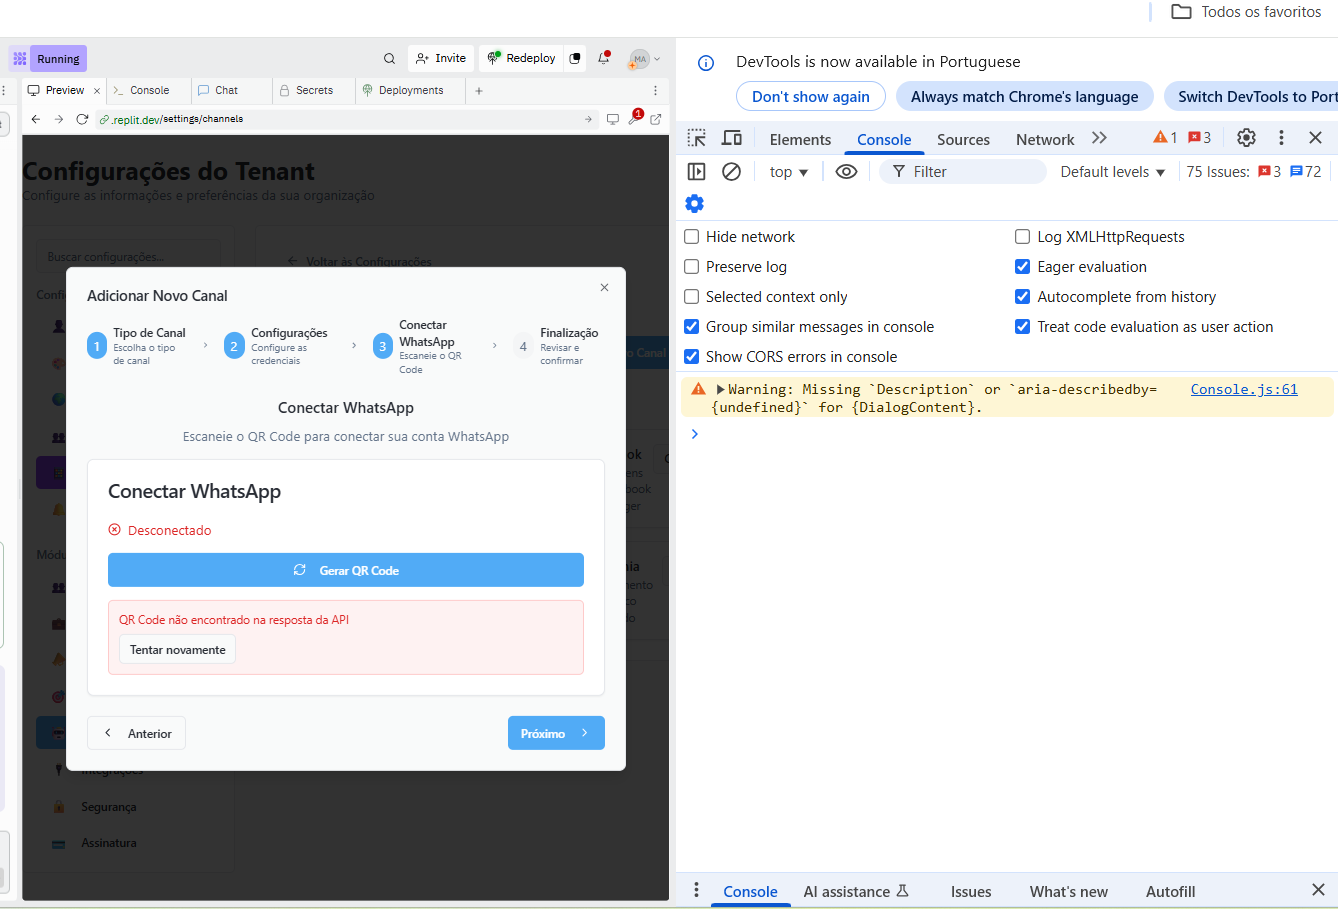 Todos os favoritos
Running
Invite
Redeploy
MA
Preview
Console
Chat
Secrets
Deployments
.replit.dev/settings/channels
1
Configurações do Tenant
Configure as informações e preferências da sua organização
Buscar configurações...
Voltar às Configurações
Adicionar Novo Canal
1
Tipo de Canal
Escolha o tipo
de canal
2
Configurações
Configure as
credenciais
3
Conectar
WhatsApp
Escaneie o QR
Code
4
Finalização
Revisar e
confirmar
Conectar WhatsApp
Escaneie o QR Code para conectar sua conta WhatsApp
Conectar WhatsApp
Desconectado
Gerar QR Code
QR Code não encontrado na resposta da API
Tentar novamente
Anterior
Próximo
Integrações
Segurança
Assinatura
DevTools is now available in Portuguese
Don't show again
Always match Chrome's language
Switch DevTools to Port
Elements
Console
Sources
Network
1
3
top
Filter
Default levels
75 Issues:
3
72
Hide network
Log XMLHttpRequests
Preserve log
Eager evaluation
Selected context only
Autocomplete from history
Group similar messages in console
Treat code evaluation as user action
Show CORS errors in console
Warning: Missing `Description` or `aria-describedby=
{undefined}` for {DialogContent}.
Console.js:61
Console
AI assistance
Issues
What's new
Autofill